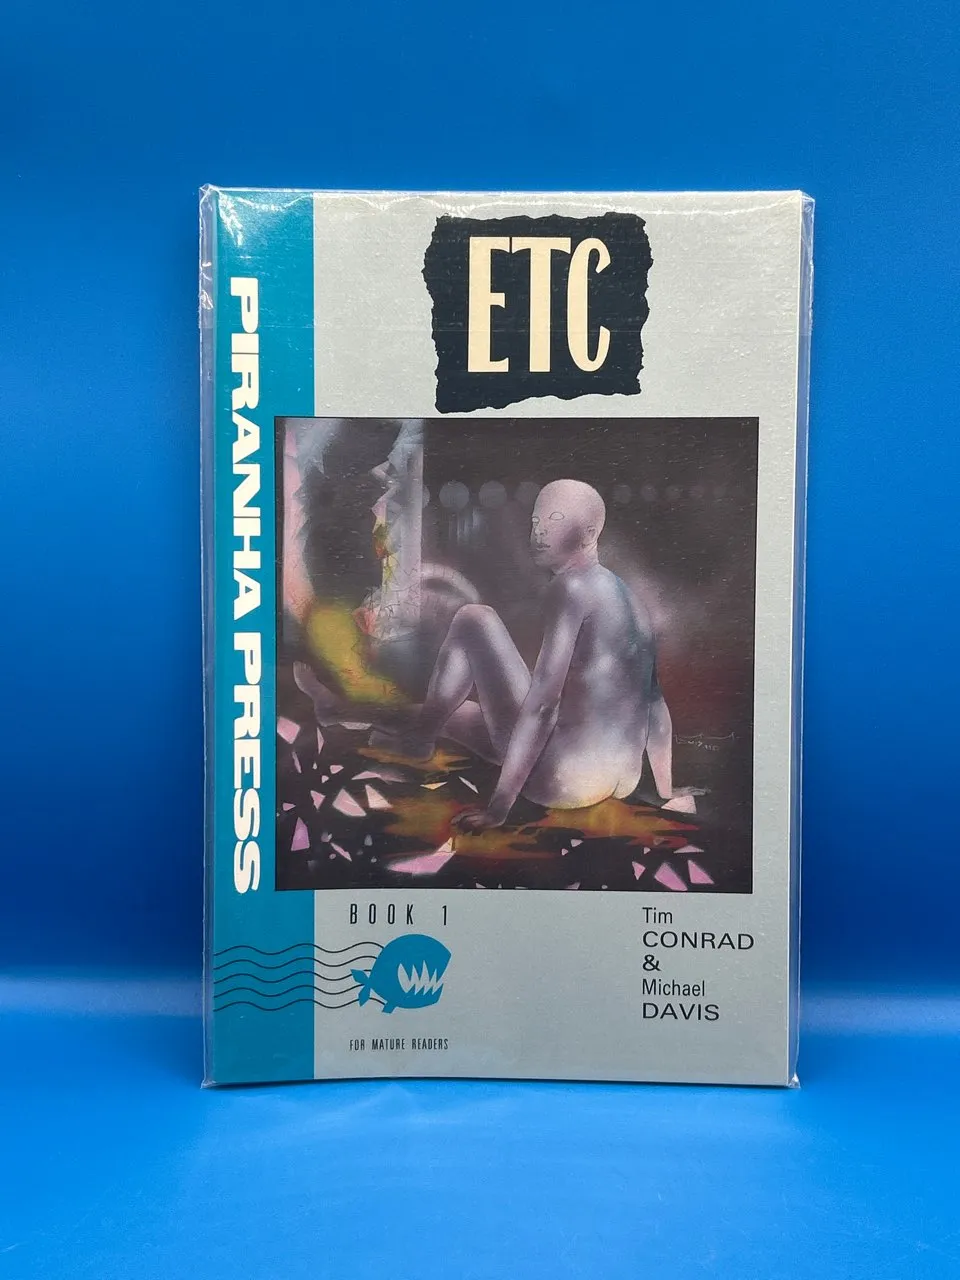 PIRANHA PRESS
ETC
BOOK 1
FOR MATURE READERS
Tim
CONRAD
&
Michael
DAVIS